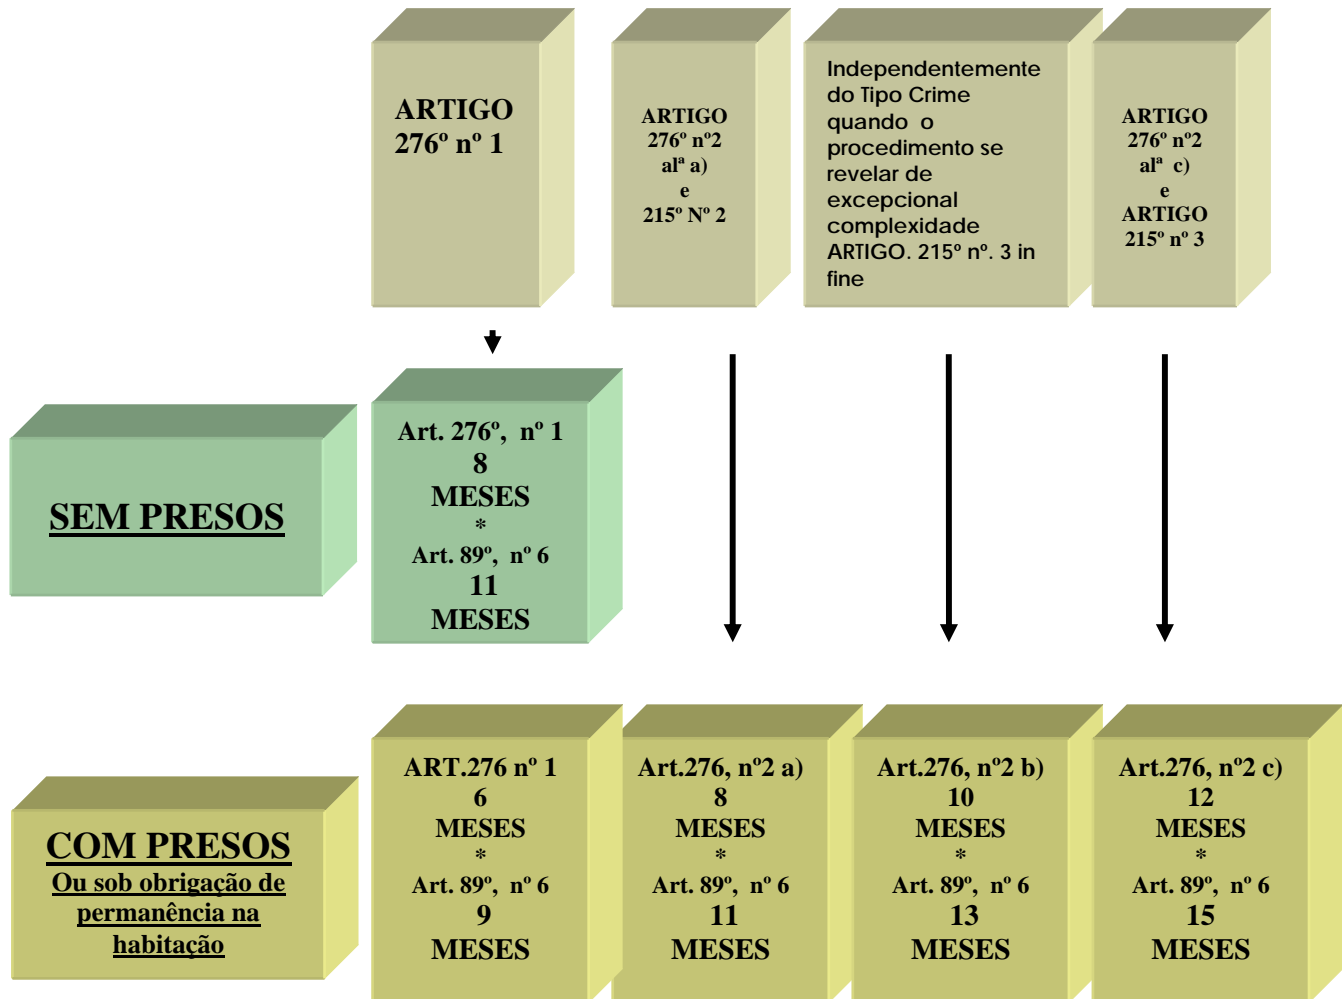 ARTIGO
276º nº 1
ARTIGO
276º nº2
alª a)
e
215º Nº 2
Independentemente
do Tipo Crime
quando o
procedimento se
revelar de
excepcional
complexidade
ARTIGO. 215º nº. 3 in
fine
ARTIGO
276º nº2
alª c)
e
ARTIGO
215º nº 3
SEM PRESOS
Art. 276º, nº 1
8
MESES
*
Art. 89º, nº 6
11
MESES
COM PRESOS
Ou sob obrigação de
permanência na
habitação
ART.276 nº 1
6
MESES
*
Art. 89º, nº 6
9
MESES
Art.276, nº2 a)
8
MESES
*
Art. 89º, nº 6
11
MESES
Art.276, nº2 b)
10
MESES
*
Art. 89º, nº 6
13
MESES
Art.276, nº2 c)
12
MESES
*
Art. 89º, nº 6
15
MESES